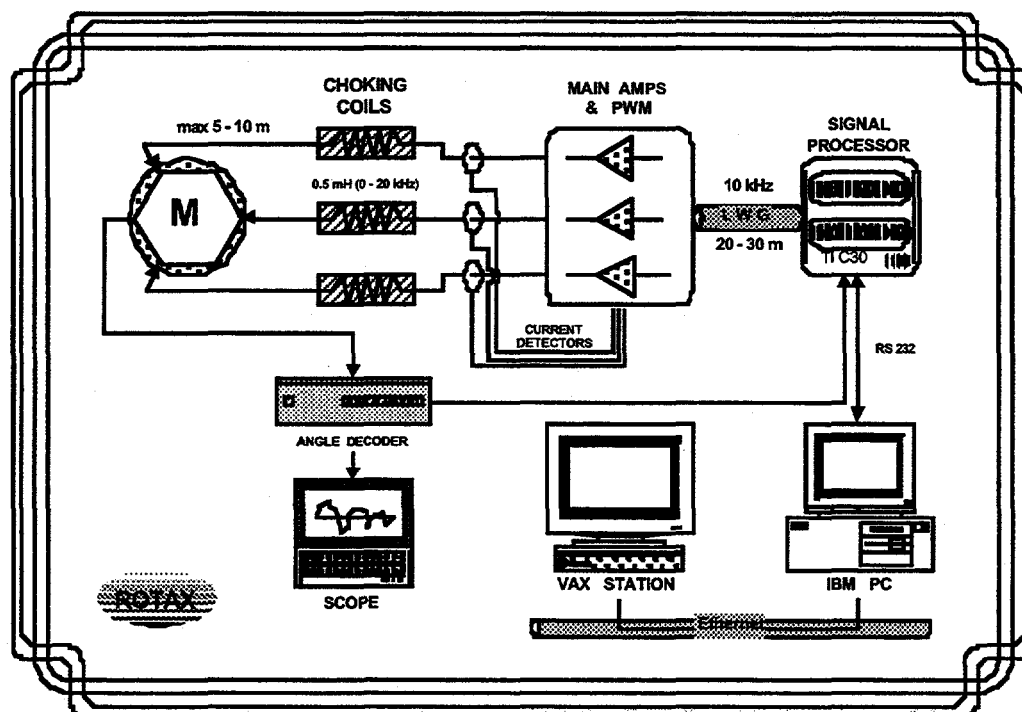 CHOKING
COILS
MAIN AMPS
& PWM
SIGNAL
PROCESSOR
max 5 - 10 m
0.5 mH (0 - 20 kHz)
M
10 kHz
L W G
20 - 30 m
TI C30
CURRENT
DETECTORS
RS 232
ANGLE DECODER
SCOPE
VAX STATION
IBM PC
ROTAX
Ethernet